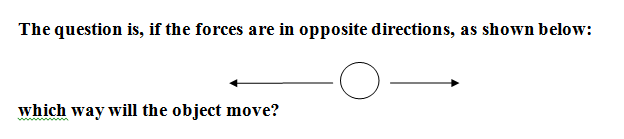 The question is, if the forces are in opposite directions, as shown below:
which way will the object move?